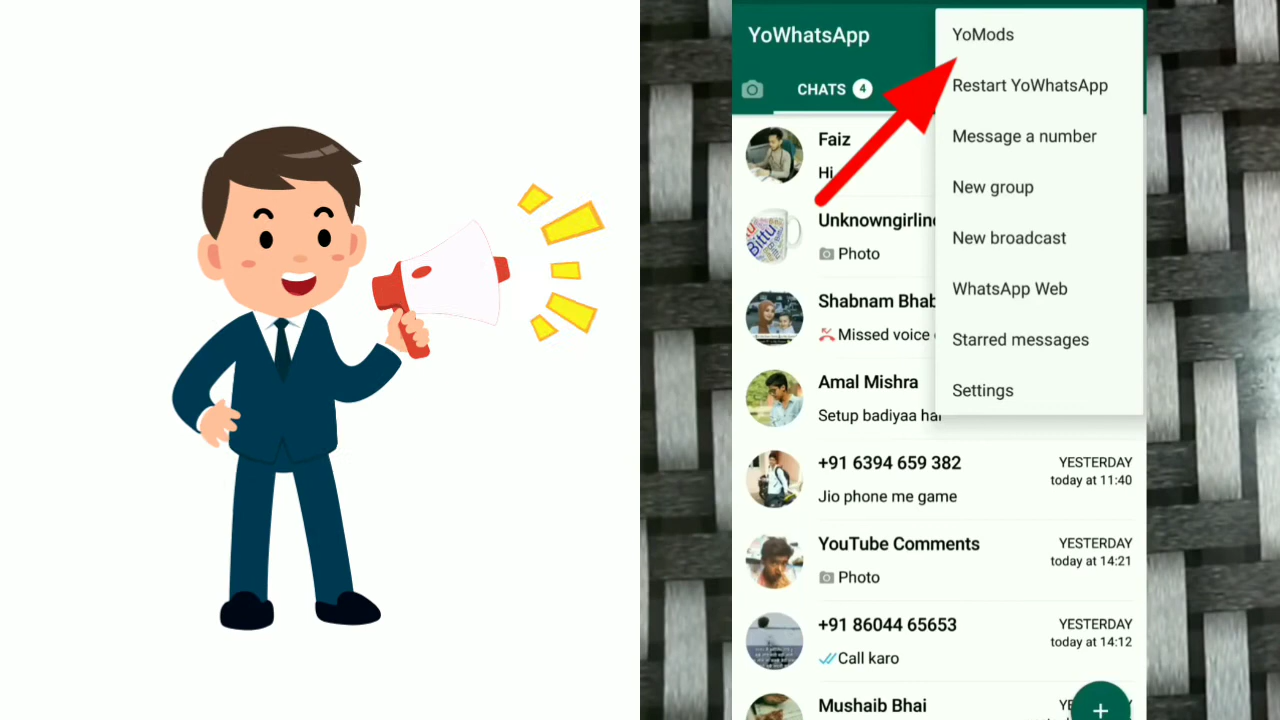 YoWhatsApp
CHATS 4
YoMods
Restart YoWhatsApp
Message a number
New group
New broadcast
WhatsApp Web
Starred messages
Settings
Faiz
Hi
Bittu
Photo
Shabnam Bhab
Missed voice
Amal Mishra
Setup badiyaa hai
+91 6394 659 382
YESTERDAY
today at 11:40
Jio phone me game
YouTube Comments
YESTERDAY
today at 14:21
Photo
+91 86044 65653
YESTERDAY
today at 14:12
Call karo
Mushaib Bhai
+